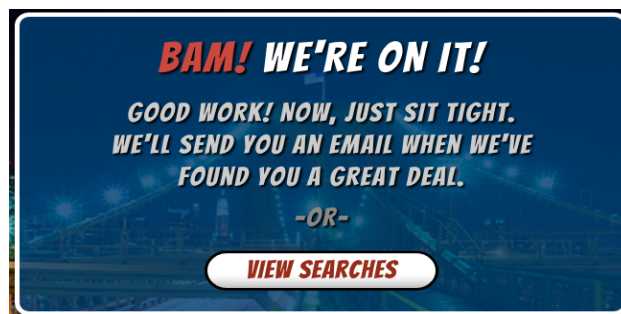 BAM! WE'RE ON IT!
GOOD WORK! NOW, JUST SIT TIGHT.
WE'LL SEND YOU AN EMAIL WHEN WE'VE
FOUND YOU A GREAT DEAL.
-OR-
VIEW SEARCHES